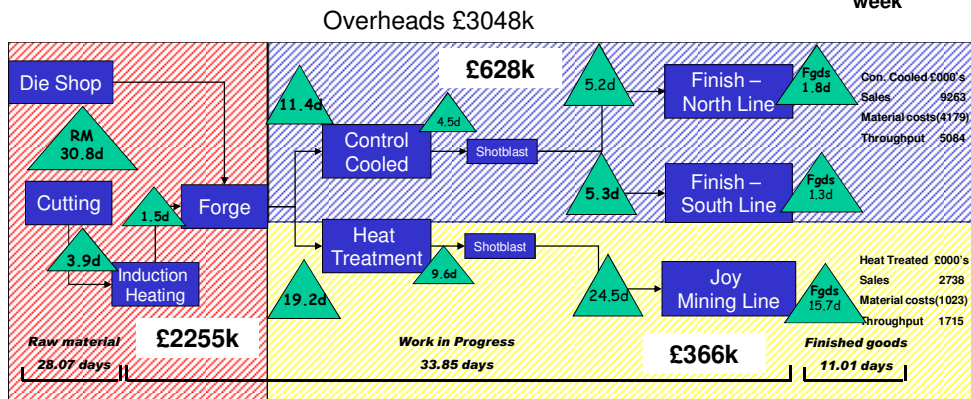 week
Overheads £3048k
Die Shop
RM
30.8d
Cutting
3.9d
1.5d
Induction
Heating
Forge
£2255k
Raw material
28.07 days
11.4d
Control
Cooled
4.5d
Shotblast
£628k
5.2d
5.3d
Finish –
North Line
Fgds
1.8d
Finish –
South Line
Fgds
1.3d
Con. Cooled £000's
Sales 9263
Material costs(4179)
Throughput 5084
Heat
Treatment
19.2d
9.6d
Shotblast
24.5d
Joy
Mining Line
Fgds
15.7d
Heat Treated £000's
Sales 2738
Material costs(1023)
Throughput 1715
Work in Progress
33.85 days
£366k
Finished goods
11.01 days